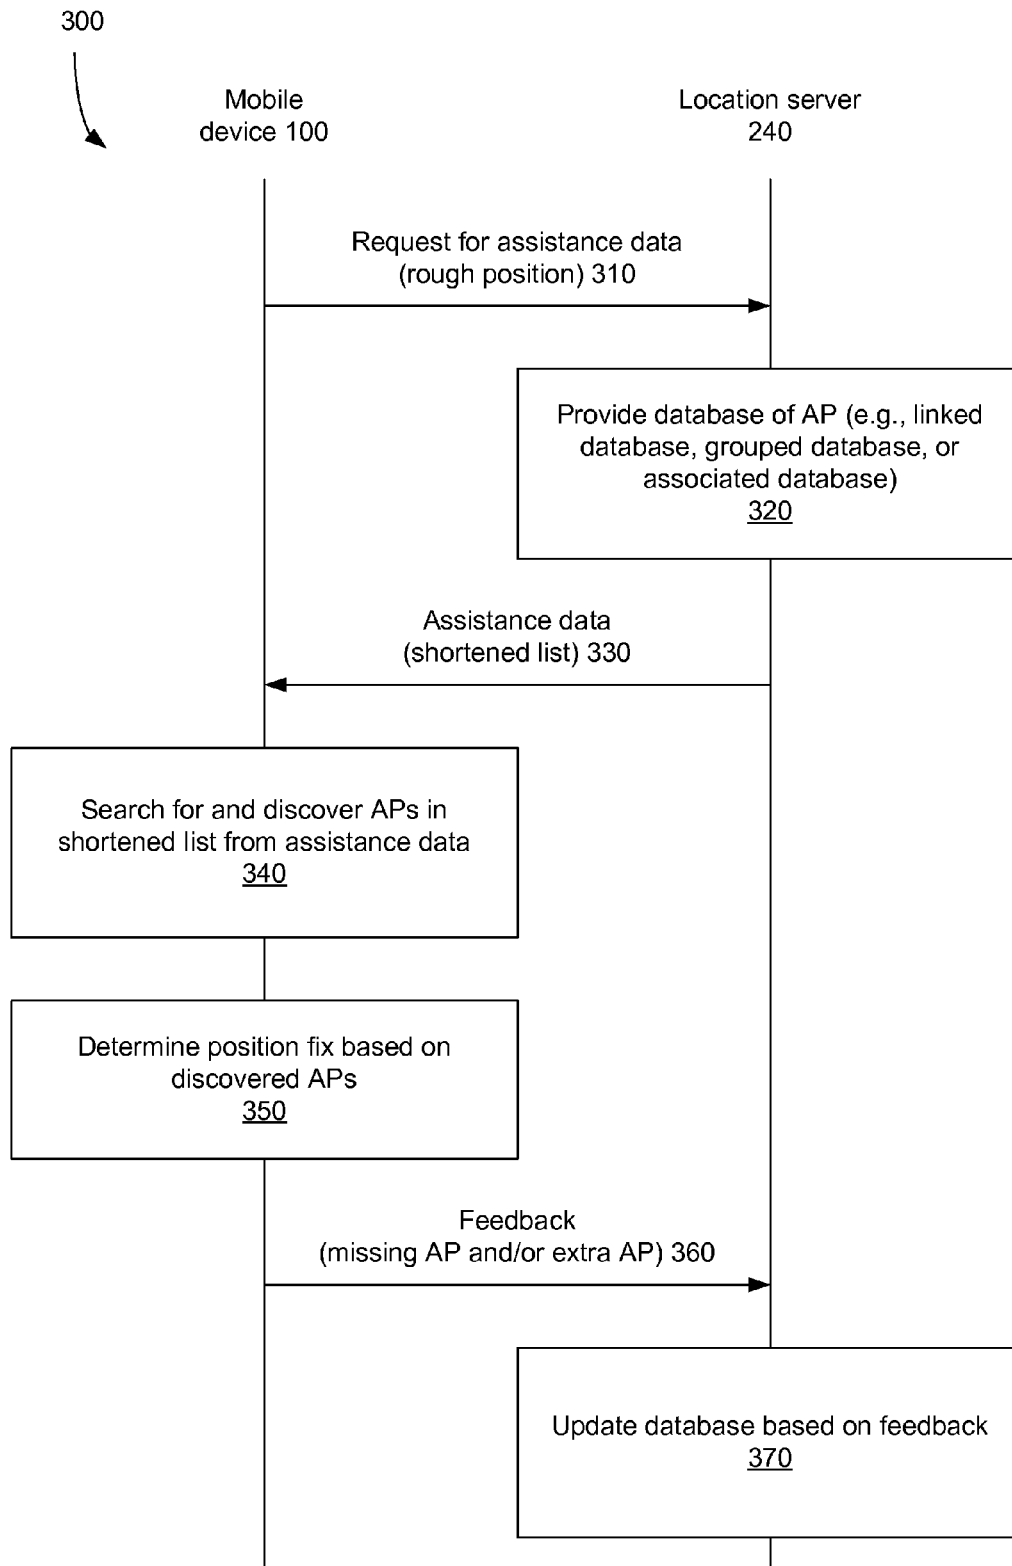 300
Mobile
device 100
Location server
240
Request for assistance data
(rough position) 310
Provide database of AP (e.g., linked
database, grouped database, or
associated database)
320
Assistance data
(shortened list) 330
Search for and discover APs in
shortened list from assistance data
340
Determine position fix based on
discovered APs
350
Feedback
(missing AP and/or extra AP) 360
Update database based on feedback
370